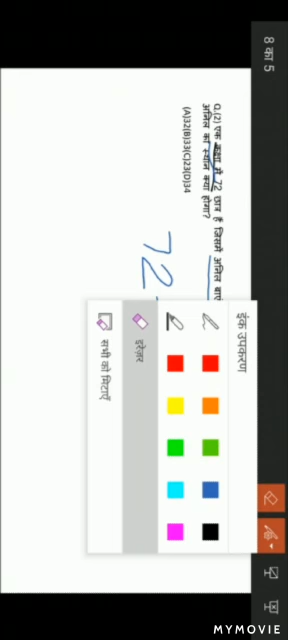 8 का 5
Q.(2) एक कक्षा में 72 छात्र हैं जिसमें अनिल
अनिल का स्थान क्या होगा?
(A)32(B)33(C)23(D)34
72
इंक उपकरण
इरेज़र
सभी को मिटाएँ
MYMOVIE